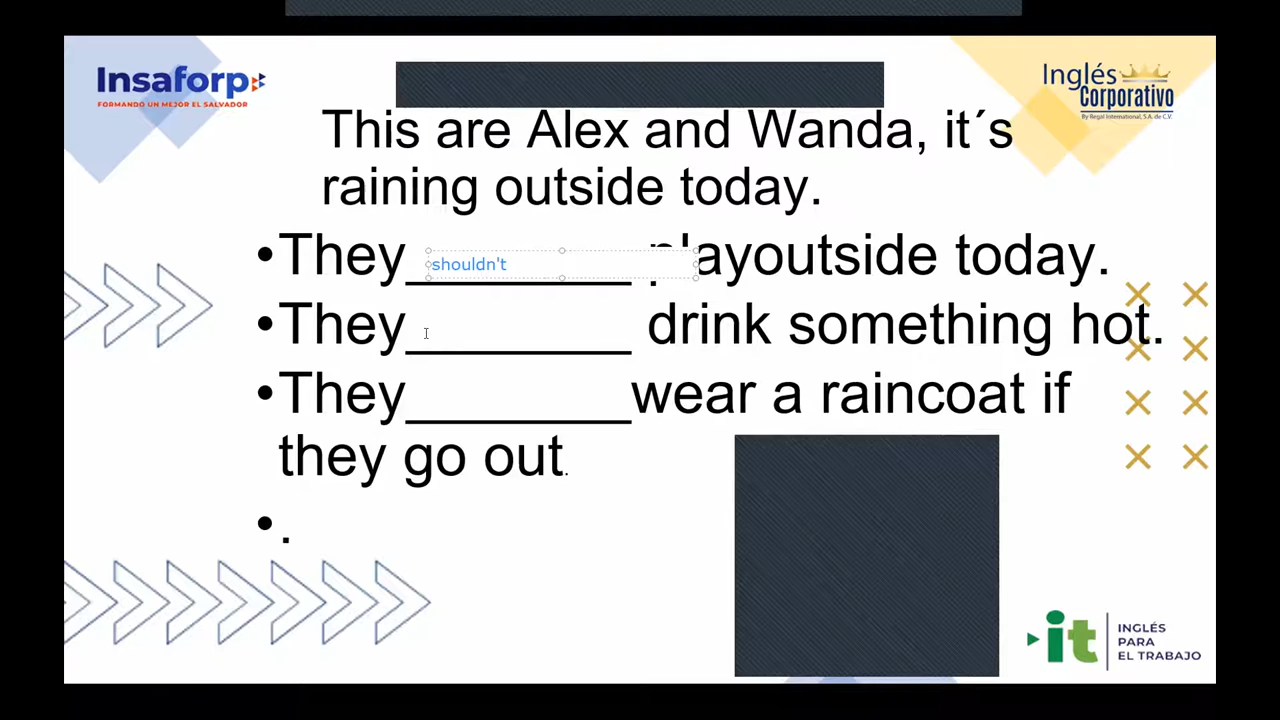 Insaforp
FORMANDO UN MEJOR EL SALVADOR
Inglés
Corporativo
By Regal International, S.A. de C.V.
This are Alex and Wanda, it´s
raining outside today.
•They ________ shouldn't playoutside today.
•They________ drink something hot.
•They________wear a raincoat if
they go out.
•.
it
INGLÉS
PARA
EL TRABAJO